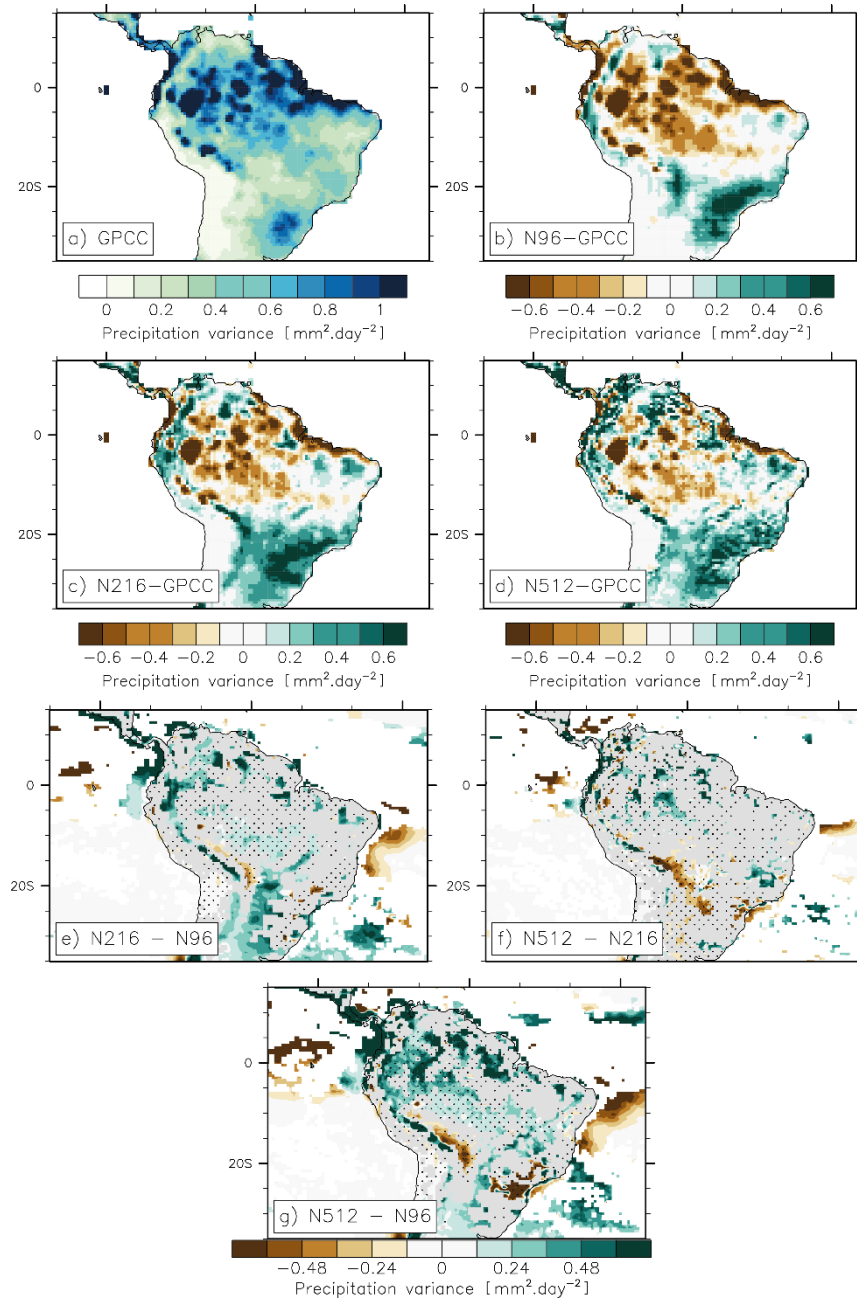 0
20S
a) GPCC
0 0.2 0.4 0.6 0.8 1
Precipitation variance [mm².day⁻²]
0
20S
b) N96−GPCC
−0.6 −0.4 −0.2 0 0.2 0.4 0.6
Precipitation variance [mm².day⁻²]
0
20S
c) N216−GPCC
−0.6 −0.4 −0.2 0 0.2 0.4 0.6
Precipitation variance [mm².day⁻²]
0
20S
d) N512−GPCC
−0.6 −0.4 −0.2 0 0.2 0.4 0.6
Precipitation variance [mm².day⁻²]
0
20S
e) N216 − N96
0
20S
f) N512 − N216
0
20S
g) N512 − N96
−0.48 −0.24 0 0.24 0.48
Precipitation variance [mm².day⁻²]